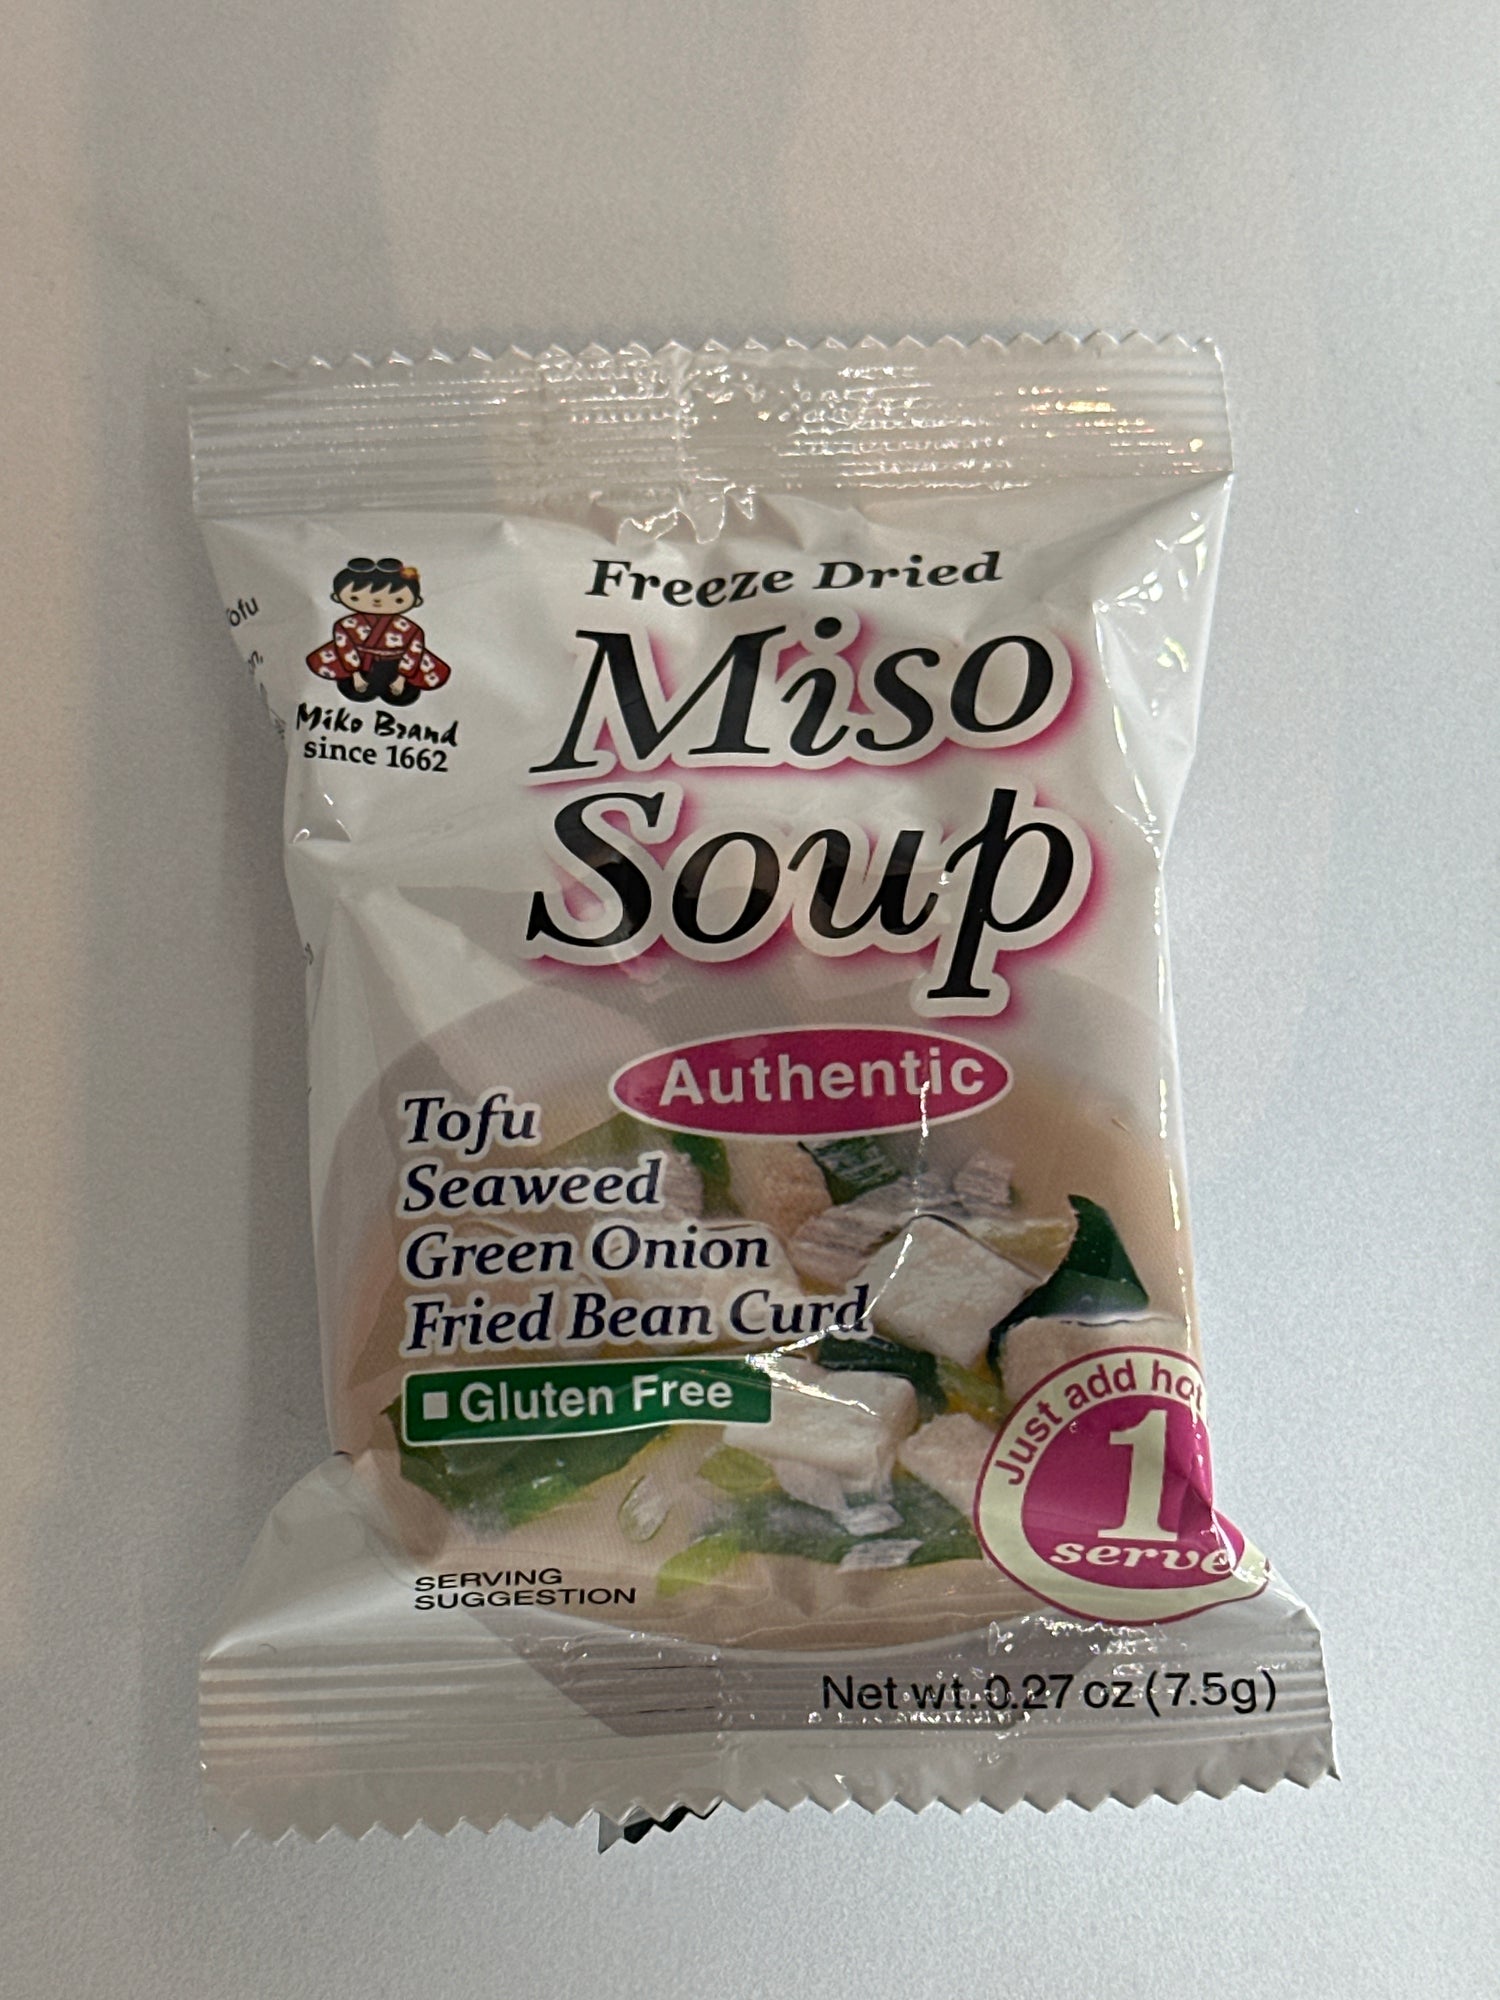 Freeze Dried
Miso
Soup
Miko Brand
since 1662
Authentic
Tofu
Seaweed
Green Onion
Fried Bean Curd
Gluten Free
Just add hot
1
serve
SERVING
SUGGESTION
Net wt. 0.27 oz (7.5g)